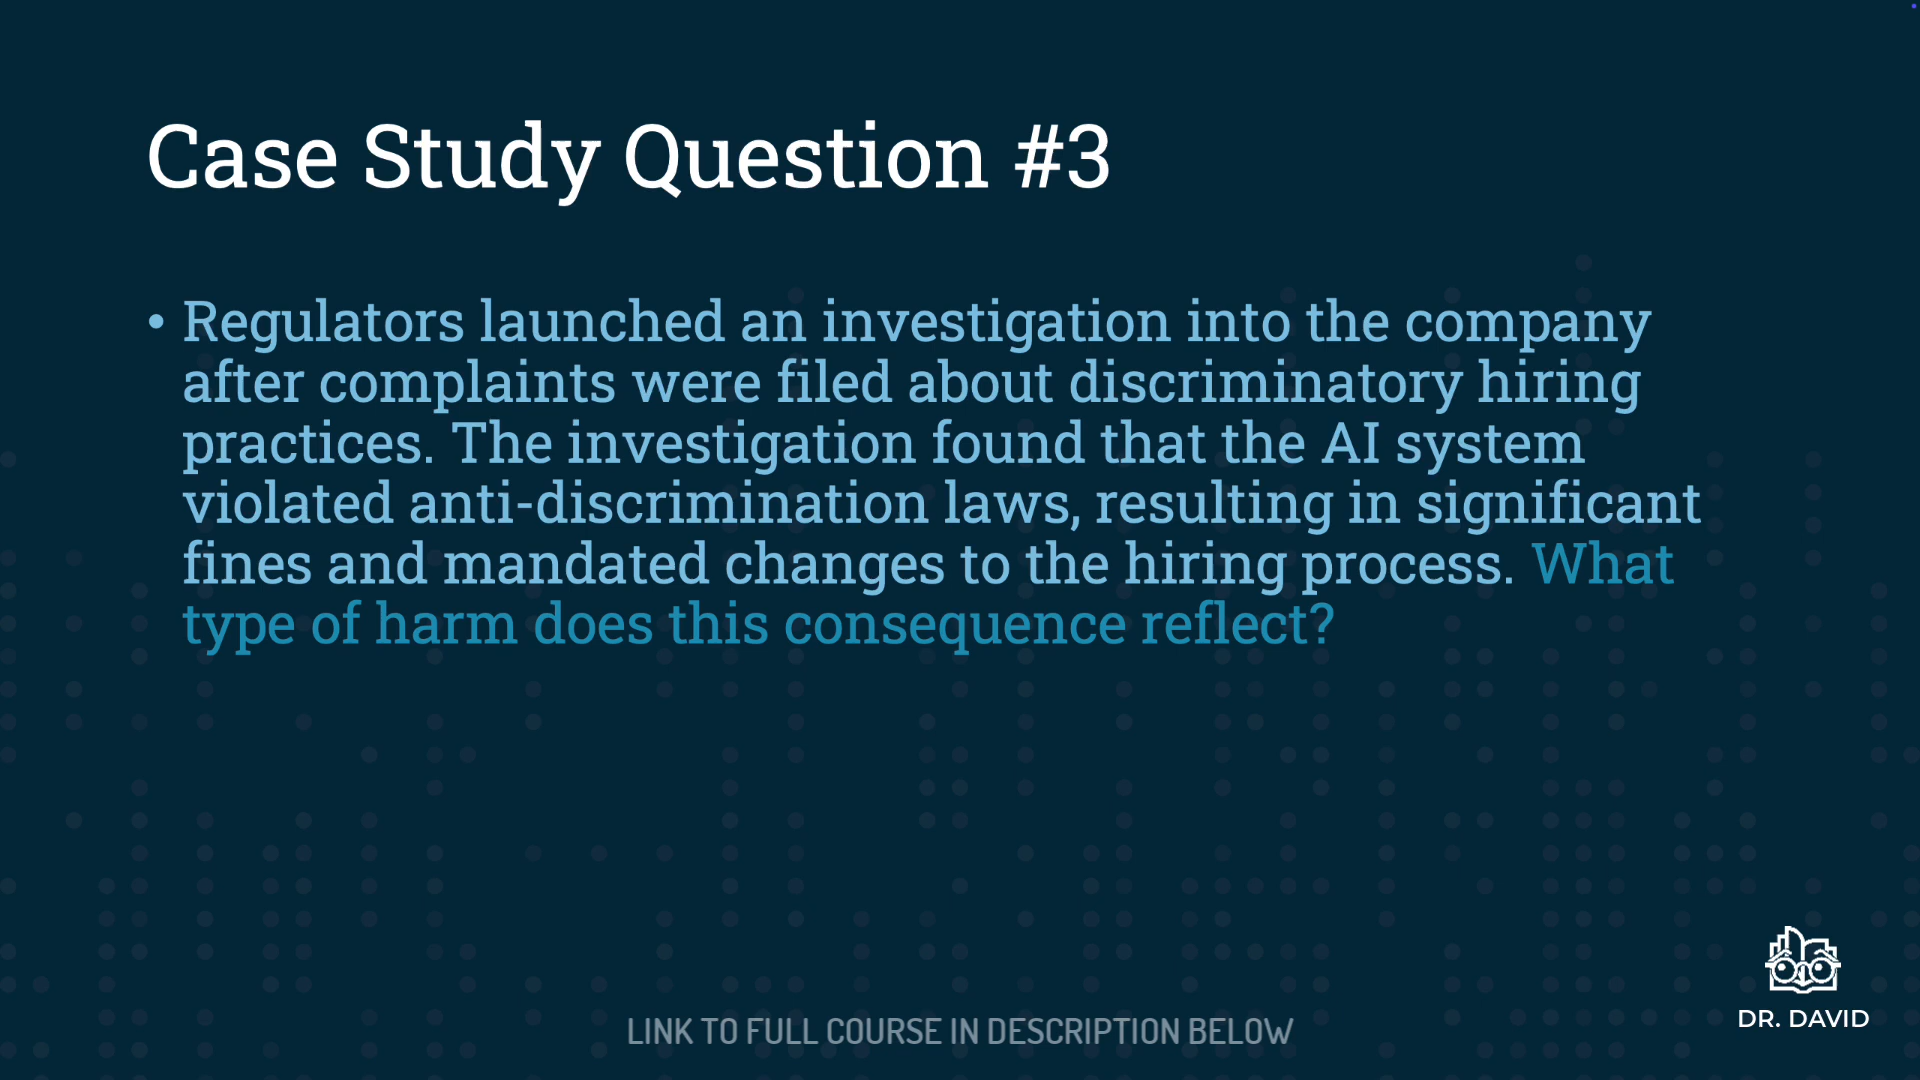 Case Study Question #3
• Regulators launched an investigation into the company
after complaints were filed about discriminatory hiring
practices. The investigation found that the AI system
violated anti-discrimination laws, resulting in significant
fines and mandated changes to the hiring process. What
type of harm does this consequence reflect?
DR. DAVID
LINK TO FULL COURSE IN DESCRIPTION BELOW